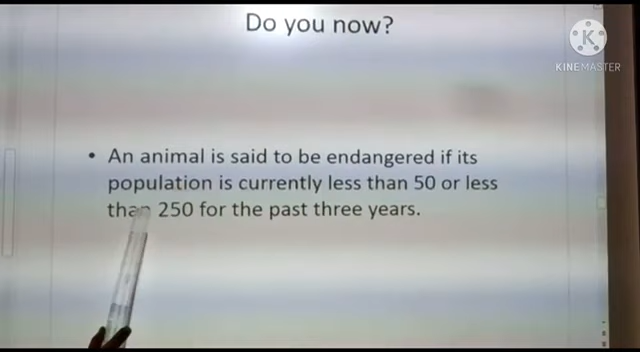 Do you now?
K
KINEMASTER
• An animal is said to be endangered if its
population is currently less than 50 or less
than 250 for the past three years.